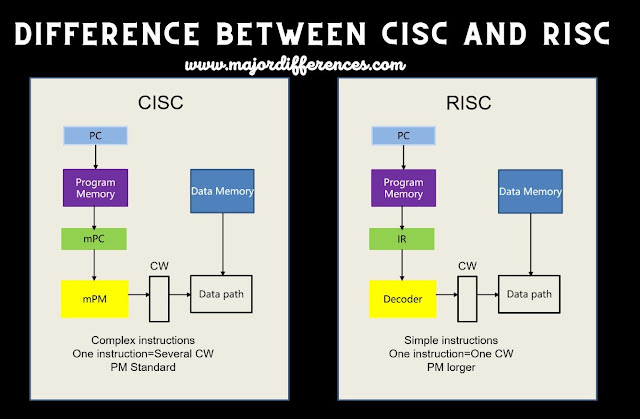 DIFFERENCE BETWEEN CISC AND RISC
www.majordifferences.com
CISC
PC
Program
Memory
Data Memory
mPC
CW
mPM
Data path
Complex instructions
One instruction=Several CW
PM Standard
RISC
PC
Program
Memory
Data Memory
IR
CW
Decoder
Data path
Simple instructions
One instruction=One CW
PM lorger